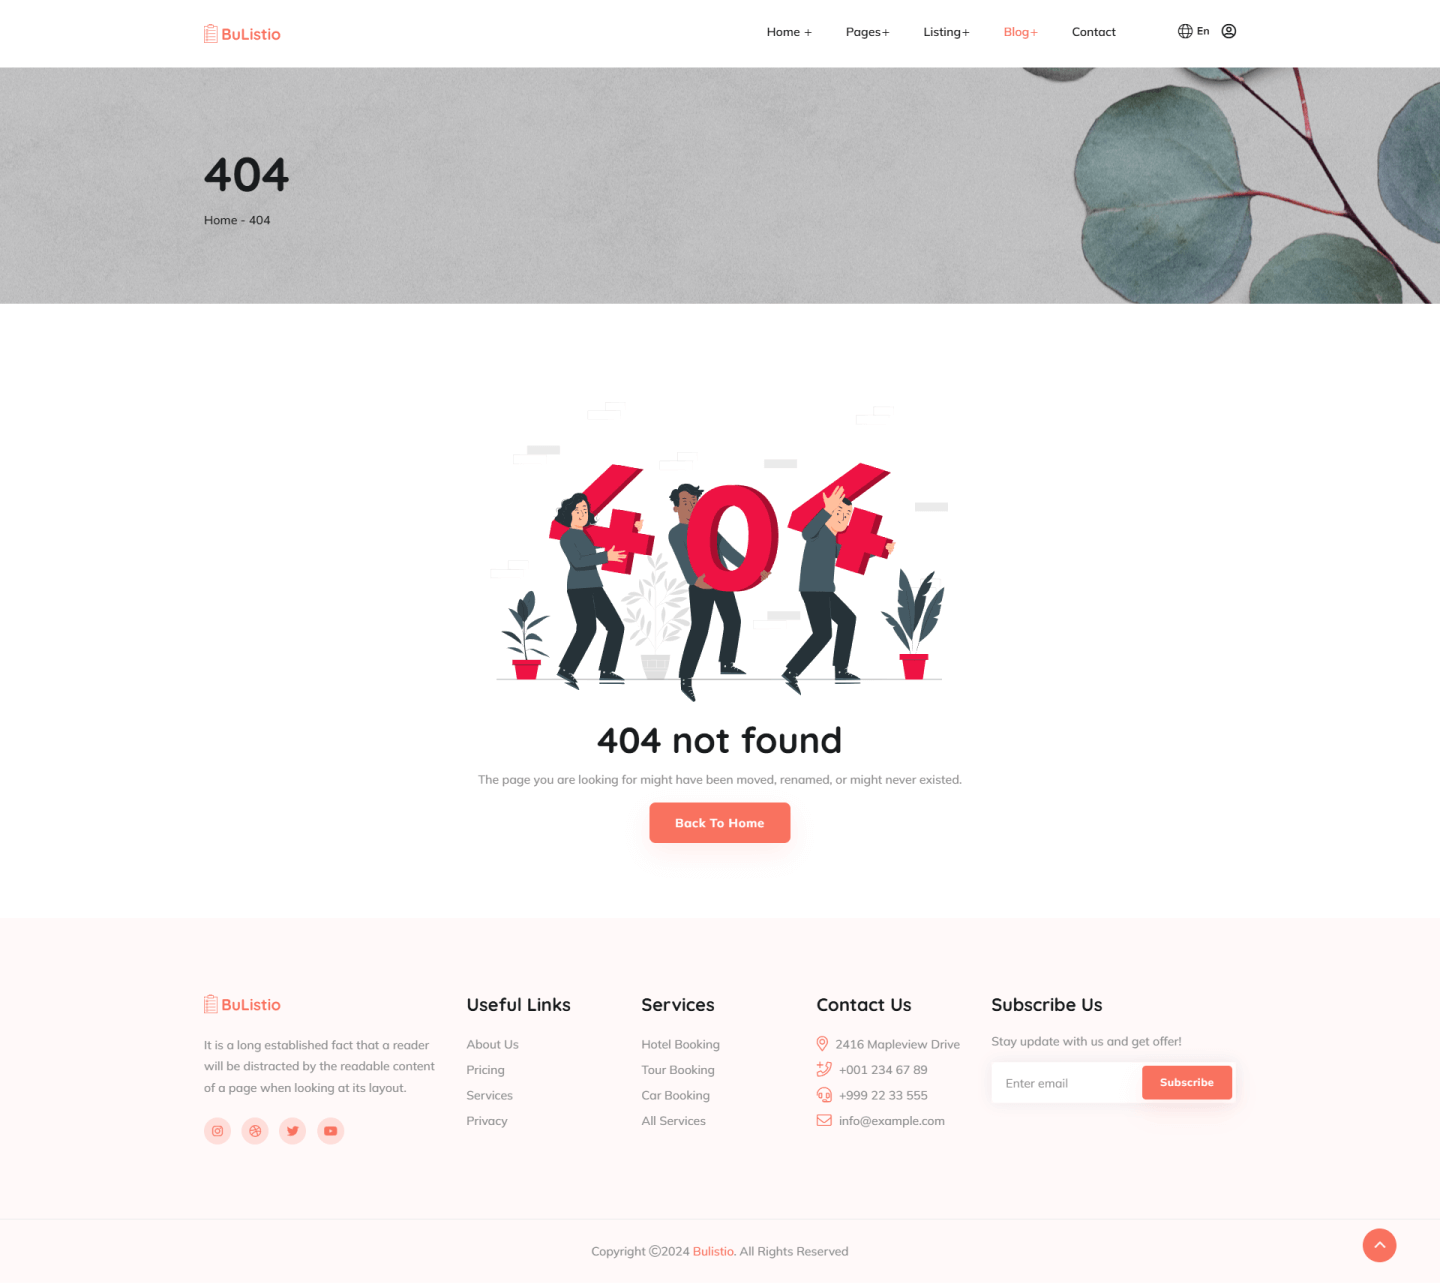 BuListio
Home +
Pages+
Listing+
Blog+
Contact
En
404
Home - 404
404
404 not found
The page you are looking for might have been moved, renamed, or might never existed.
Back To Home
BuListio
It is a long established fact that a reader
will be distracted by the readable content
of a page when looking at its layout.
Useful Links
About Us
Pricing
Services
Privacy
Services
Hotel Booking
Tour Booking
Car Booking
All Services
Contact Us
2416 Mapleview Drive
+001 234 67 89
+999 22 33 555
info@example.com
Subscribe Us
Stay update with us and get offer!
Enter email
Subscribe
Copyright ©2024 Bulistio. All Rights Reserved